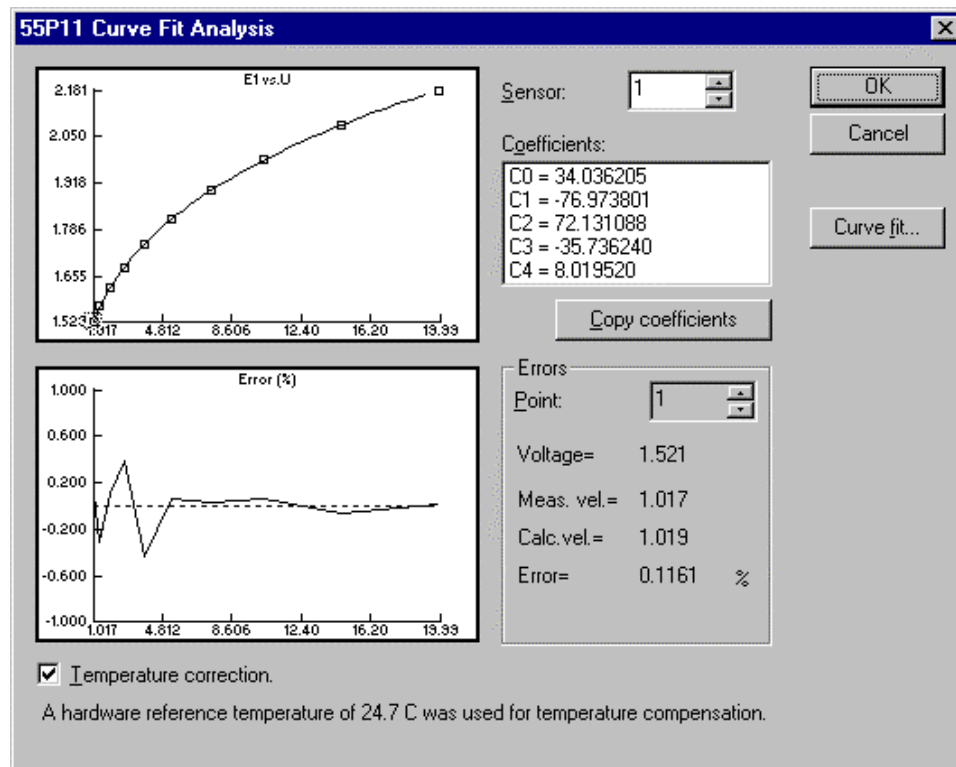 55P11 Curve Fit Analysis
E1 vs. U
2.181
2.050
1.918
1.786
1.655
1.523
1.017 4.812 8.606 12.40 16.20 19.99
Sensor: 1
Coefficients:
C0 = 34.036205
C1 = -76.973801
C2 = 72.131088
C3 = -35.736240
C4 = 8.019520
Copy coefficients
OK
Cancel
Curve fit...
Error (%)
1.000
0.600
0.200
-0.200
-0.600
-1.000
1.017 4.812 8.606 12.40 16.20 19.99
Errors
Point: 1
Voltage= 1.521
Meas. vel.= 1.017
Calc.vel.= 1.019
Error= 0.1161 %
Temperature correction.
A hardware reference temperature of 24.7 C was used for temperature compensation.